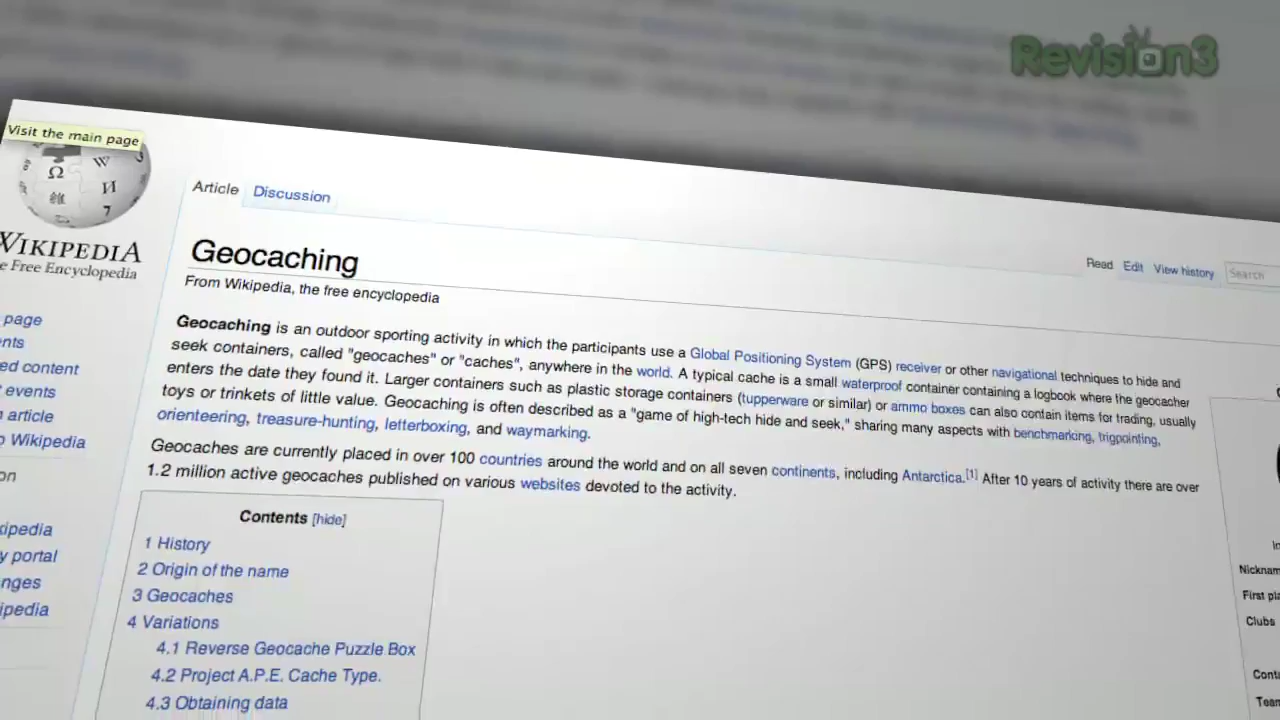 Revision3
Visit the main page
WIKIPEDIA
e Free Encyclopedia
Article Discussion
Read Edit View history Search
Geocaching
From Wikipedia, the free encyclopedia
Geocaching is an outdoor sporting activity in which the participants use a Global Positioning System (GPS) receiver or other navigational techniques to hide and
seek containers, called "geocaches" or "caches", anywhere in the world. A typical cache is a small waterproof container containing a logbook where the geocacher
enters the date they found it. Larger containers such as plastic storage containers (tupperware or similar) or ammo boxes can also contain items for trading, usually
toys or trinkets of little value. Geocaching is often described as a "game of high-tech hide and seek," sharing many aspects with benchmarking, trigpointing,
orienteering, treasure-hunting, letterboxing, and waymarking.
Geocaches are currently placed in over 100 countries around the world and on all seven continents, including Antarctica.[1] After 10 years of activity there are over
1.2 million active geocaches published on various websites devoted to the activity.
Contents [hide]
1 History
2 Origin of the name
3 Geocaches
4 Variations
4.1 Reverse Geocache Puzzle Box
4.2 Project A.P.E. Cache Type.
4.3 Obtaining data
page
ents
ed content
events
article
Wikipedia
on
kipedia
y portal
nges
ipedia
In
Nicknam
First pla
Clubs
Conta
Team